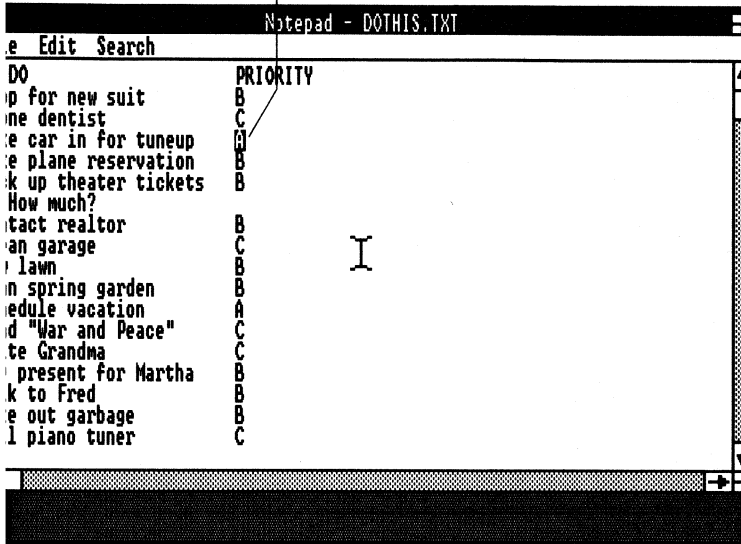 Notepad - DOTHIS.TXT
e Edit Search
DO PRIORITY
op for new suit B
one dentist C
e car in for tuneup A
e plane reservation B
k up theater tickets B
How much?
tact realtor B
an garage C
lawn B
n spring garden B
edule vacation A
d "War and Peace" C
te Grandma C
present for Martha B
k to Fred B
e out garbage B
l piano tuner C